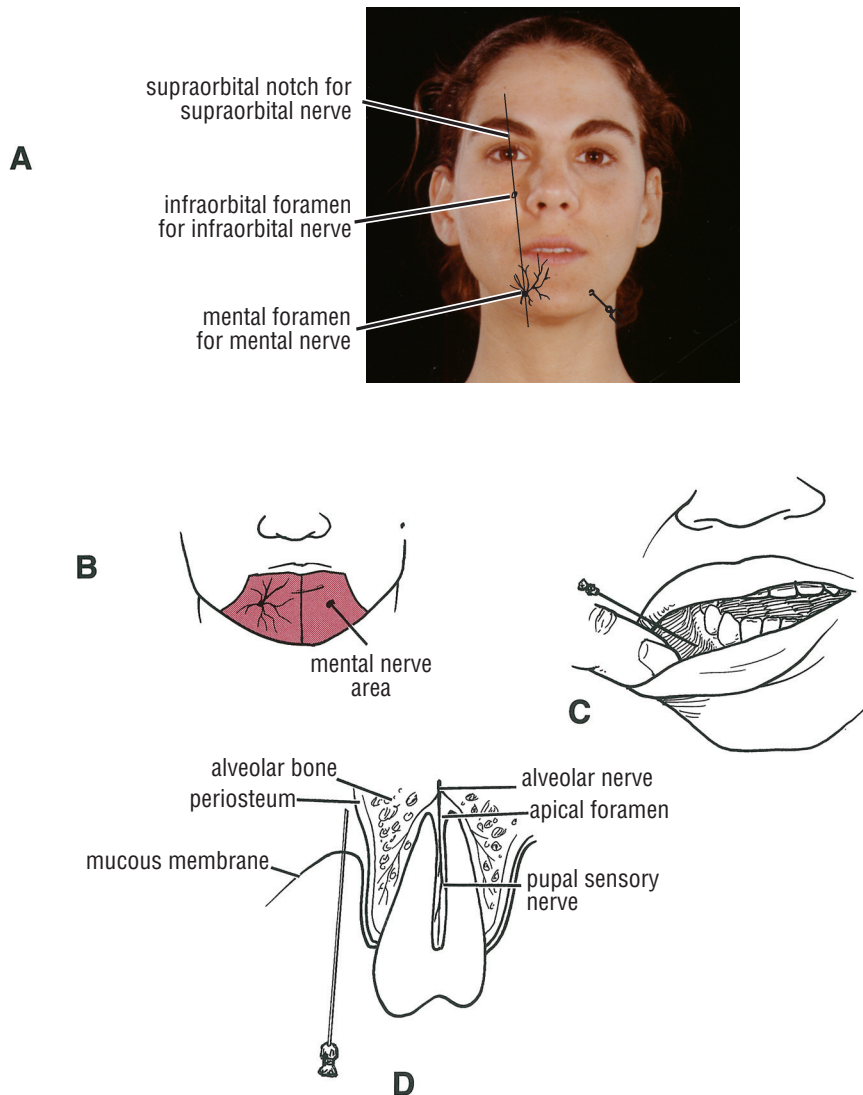 A
supraorbital notch for
supraorbital nerve
infraorbital foramen
for infraorbital nerve
mental foramen
for mental nerve
B
mental nerve
area
C
alveolar bone
periosteum
mucous membrane
alveolar nerve
apical foramen
pupal sensory
nerve
D